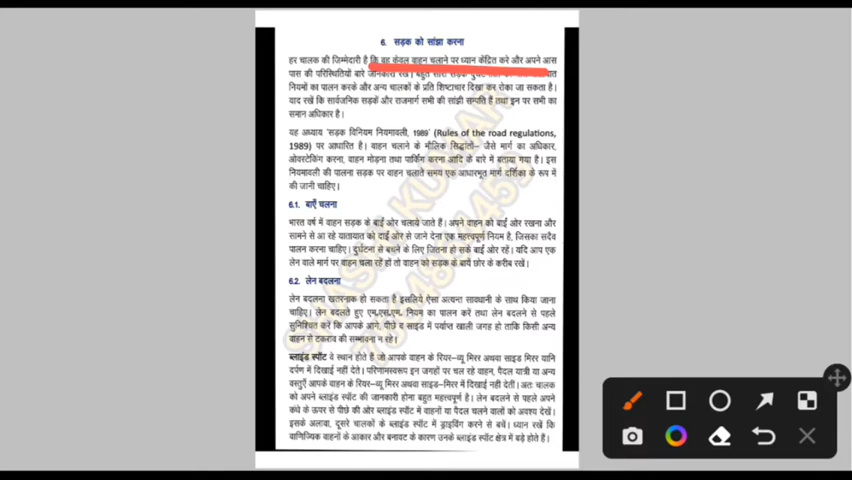 6. सड़क को सांझा करना
हर चालक की जिम्मेदारी है कि वह केवल वाहन चलाने पर ध्यान केंद्रित करे और अपने आस
पास की परिस्थितियों बारे जानकारी रखे। बहुत सारी सड़क
नियमों का पालन करके और अन्य चालकों के प्रति शिष्टाचार दिखा कर रोका जा सकता है।
याद रखें कि सार्वजनिक सड़कें और राजमार्ग सभी की सांझी सम्पति है तथा इन पर सभी का
समान अधिकार है।
यह अध्याय 'सड़क विनियम नियमावली, 1989' (Rules of the road regulations,
1989) पर आधारित है। वाहन चलाने के मौलिक सिद्धांतो– जैसे मार्ग का अधिकार,
ओवरटेकिंग करना, वाहन मोड़ना तथा पार्किंग करना आदि के बारे में बताया गया है। इस
नियमावली की पालना सड़क पर वाहन चलाते समय एक आधारभूत मार्ग दर्शिका के रूप में
की जानी चाहिए।
6.1. बाएँ चलना
भारत वर्ष में वाहन सड़क के बाईं ओर चलाये जाते हैं। अपने वाहन को बाईं ओर रखना और
सामने से आ रहे यातायात को दाईं ओर से जाने देना एक महत्त्वपूर्ण नियम है, जिसका सदैव
पालन करना चाहिए। दुर्घटना से बचने के लिए जितना हो सके बाईं ओर रहें। यदि आप एक
लेन वाले मार्ग पर वाहन चला रहें हों तो वाहन को सड़क के बायें छोर के करीब रखें।
6.2. लेन बदलना
लेन बदलना खतरनाक हो सकता है इसलिये ऐसा अत्यन्त सावधानी के साथ किया जाना
चाहिए। लेन बदलते हुए एम.एस.एम. नियम का पालन करें तथा लेन बदलने से पहले
सुनिश्चित करें कि आपके आगे, पीछे व साइड में पर्याप्त खाली जगह हो ताकि किसी अन्य
वाहन से टकराव की सम्भावना न रहे।
ब्लाइंड स्पॉट वे स्थान होते हैं जो आपके वाहन के रियर–व्यू मिरर अथवा साइड मिरर यानि
दर्पण में दिखाई नहीं देते। परिणामस्वरूप इन जगहों पर चल रहे वाहन, पैदल यात्री या अन्य
वस्तुएँ आपके वाहन के रियर–व्यू मिरर अथवा साइड–मिरर में दिखाई नहीं देतीं। अतः चालक
को अपने ब्लाइंड स्पॉट की जानकारी होना बहुत महत्त्वपूर्ण है। लेन बदलने से पहले अपने
कंधे के ऊपर से पीछे की ओर ब्लाइंड स्पॉट में वाहनों या पैदल चलने वालों को अवश्य देखें।
इसके अलावा, दूसरे चालकों के ब्लाइंड स्पॉट में ड्राइविंग करने से बचें। ध्यान रखें कि
वाणिज्यिक वाहनों के आकार और बनावट के कारण उनके ब्लाइंड स्पॉट क्षेत्र में बड़े होते हैं।